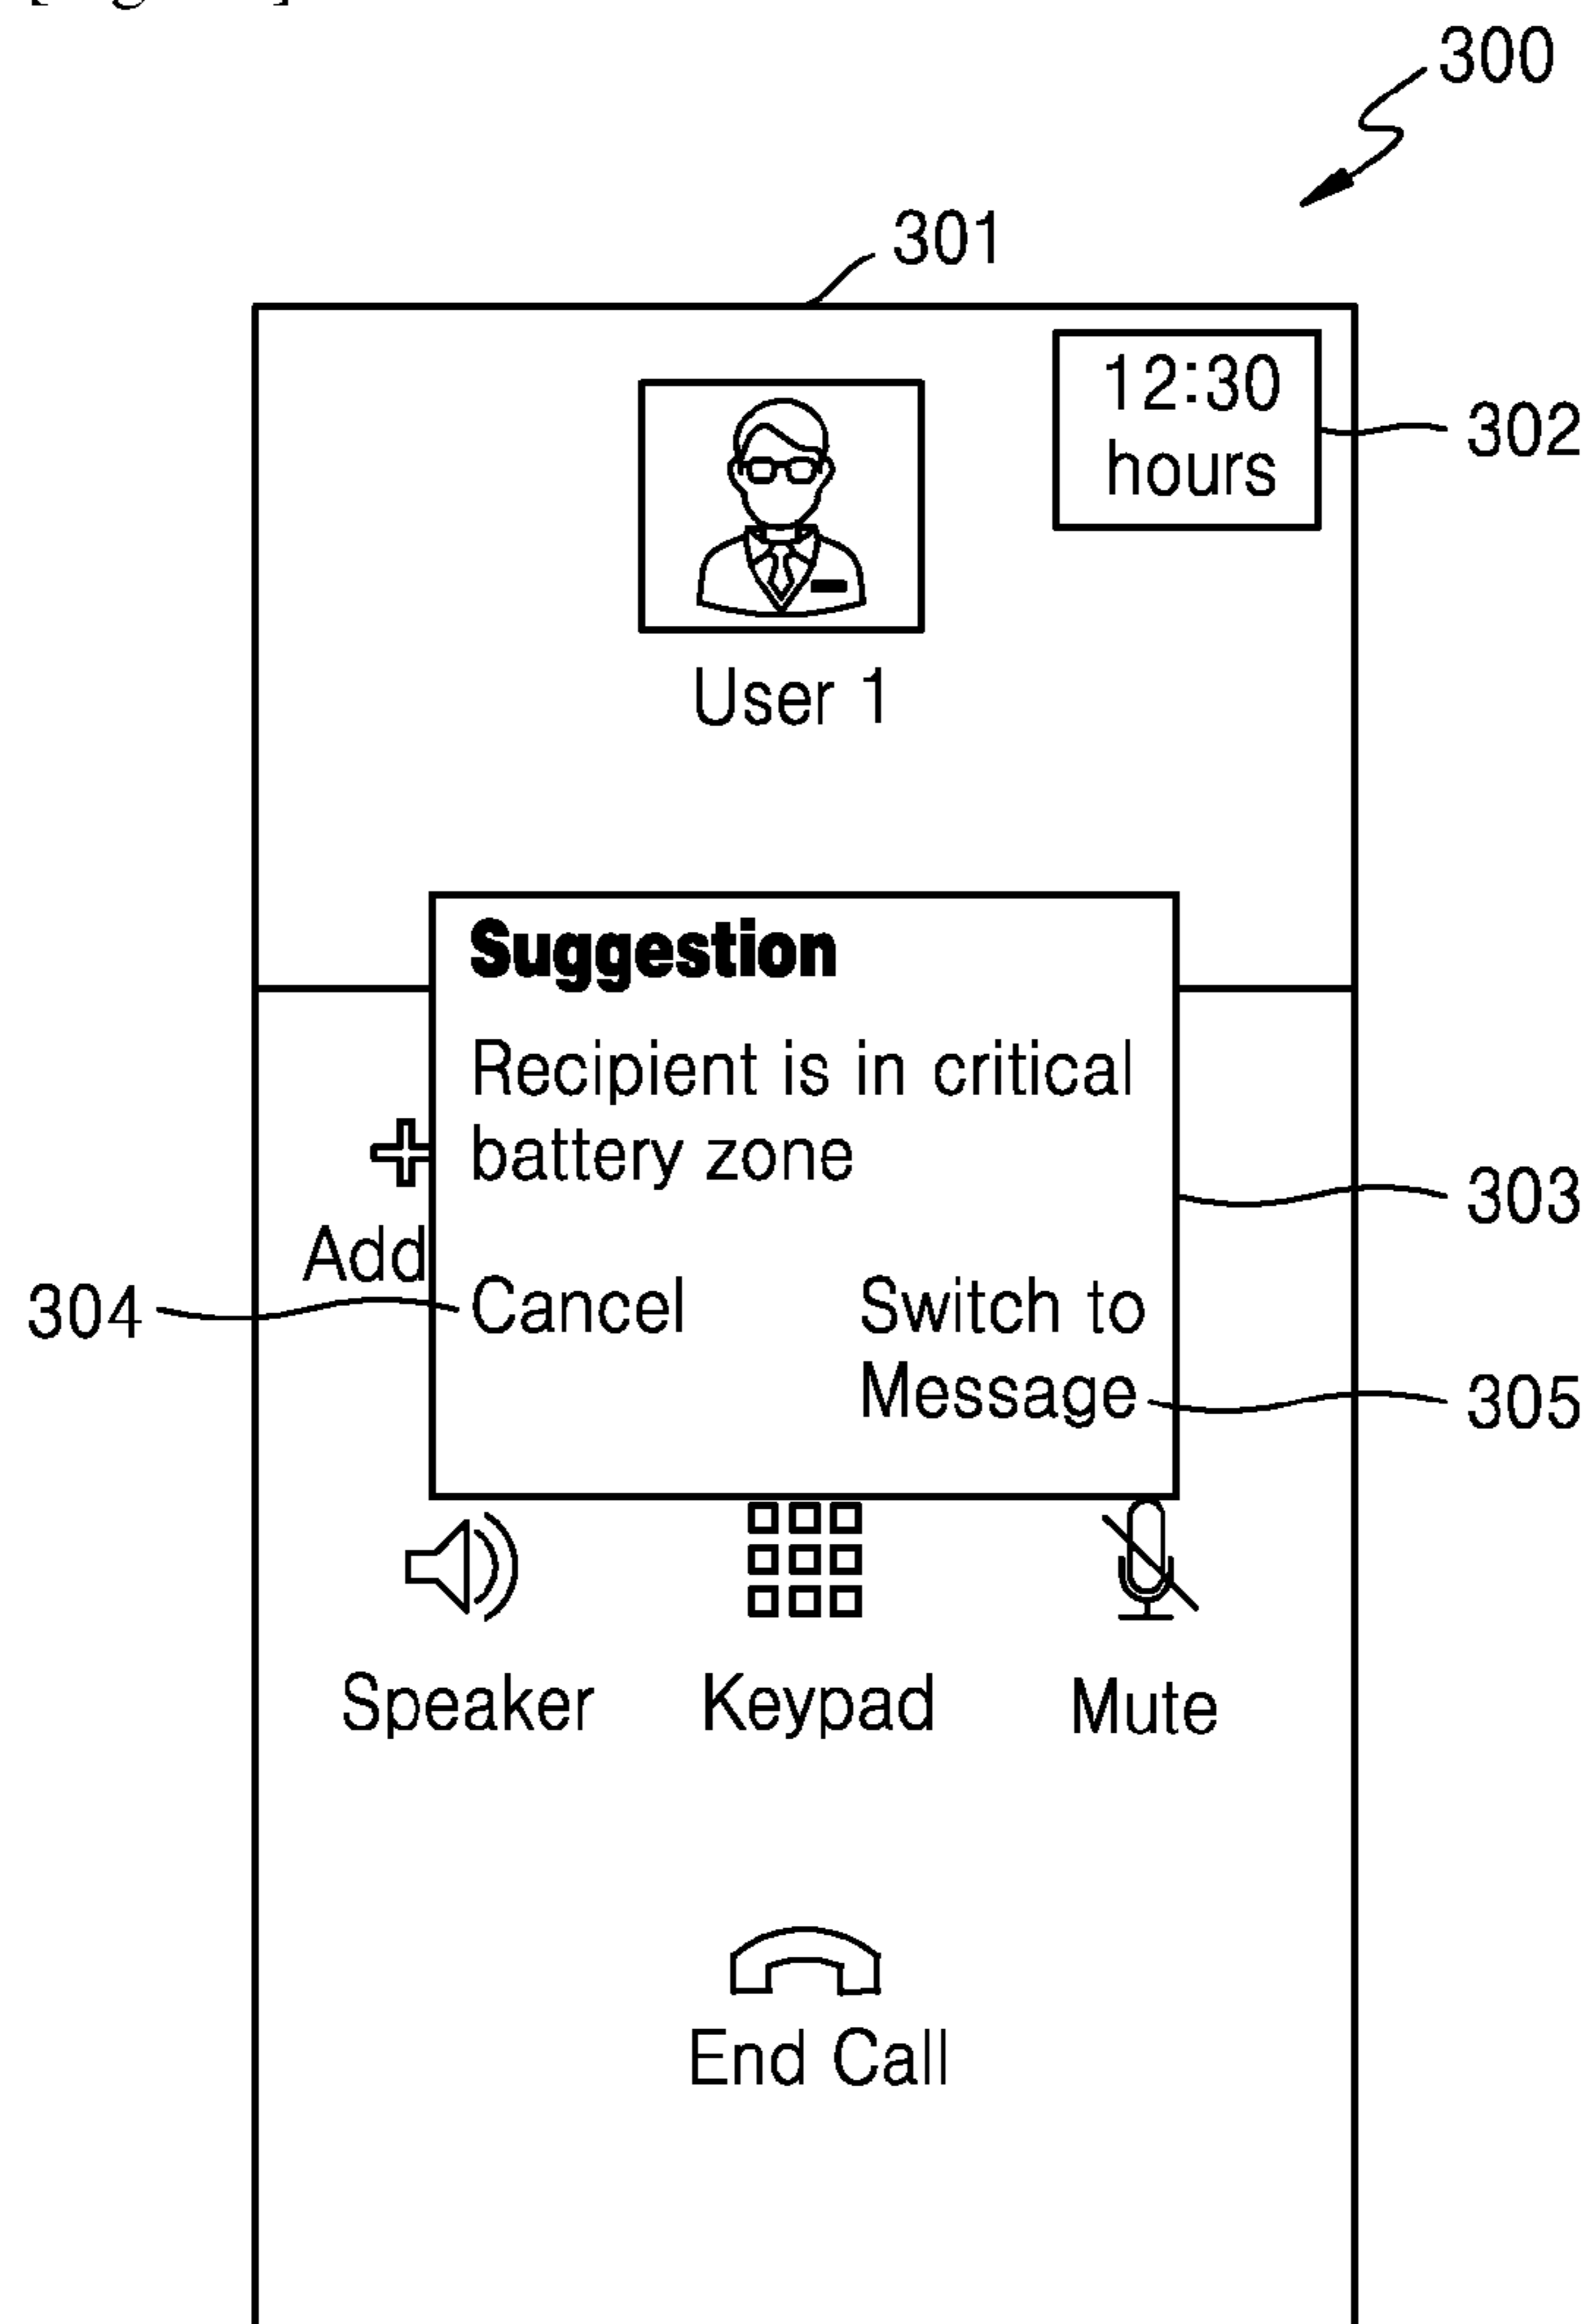 300
301
12:30
hours
302
User 1
Suggestion
Recipient is in critical
battery zone
303
Add
304
Cancel
Switch to
Message
305
Speaker
Keypad
Mute
End Call